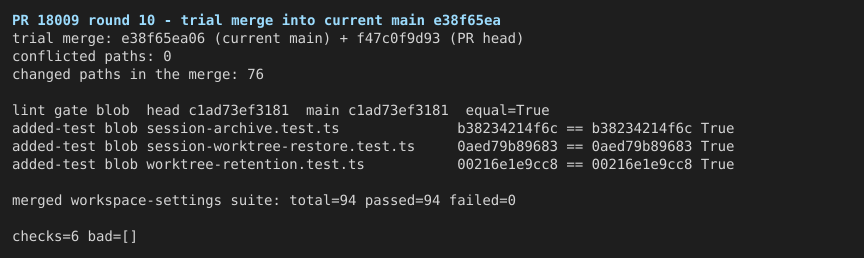 PR 18009 round 10 - trial merge into current main e38f65ea
trial merge: e38f65ea06 (current main) + f47c0f9d93 (PR head)
conflicted paths: 0
changed paths in the merge: 76
lint gate blob  head c1ad73ef3181  main c1ad73ef3181  equal=True
added-test blob session-archive.test.ts              b38234214f6c == b38234214f6c True
added-test blob session-worktree-restore.test.ts     0aed79b89683 == 0aed79b89683 True
added-test blob worktree-retention.test.ts           00216e1e9cc8 == 00216e1e9cc8 True
merged workspace-settings suite: total=94 passed=94 failed=0
checks=6 bad=[]